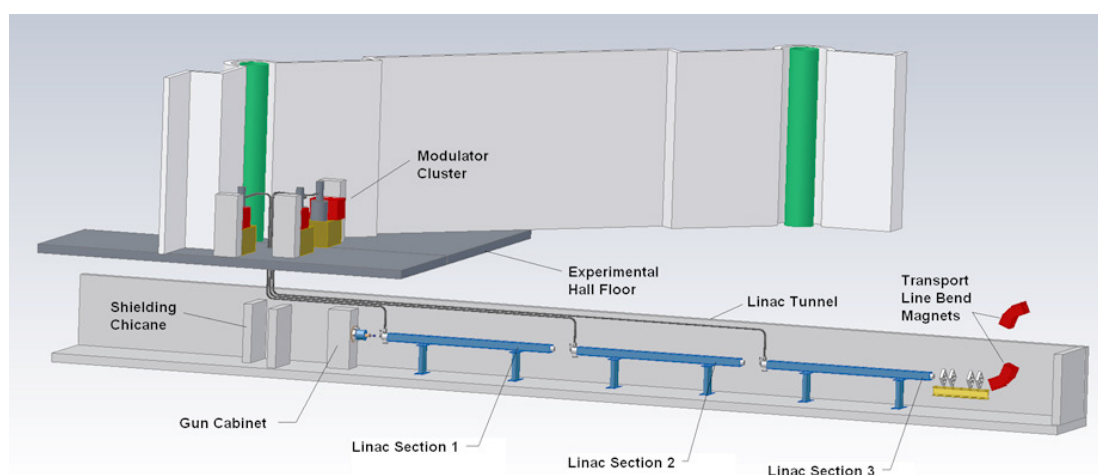 Modulator
Cluster
Experimental
Hall Floor
Transport
Line Bend
Magnets
Linac Tunnel
Shielding
Chicane
Gun Cabinet
Linac Section 1
Linac Section 2
Linac Section 3